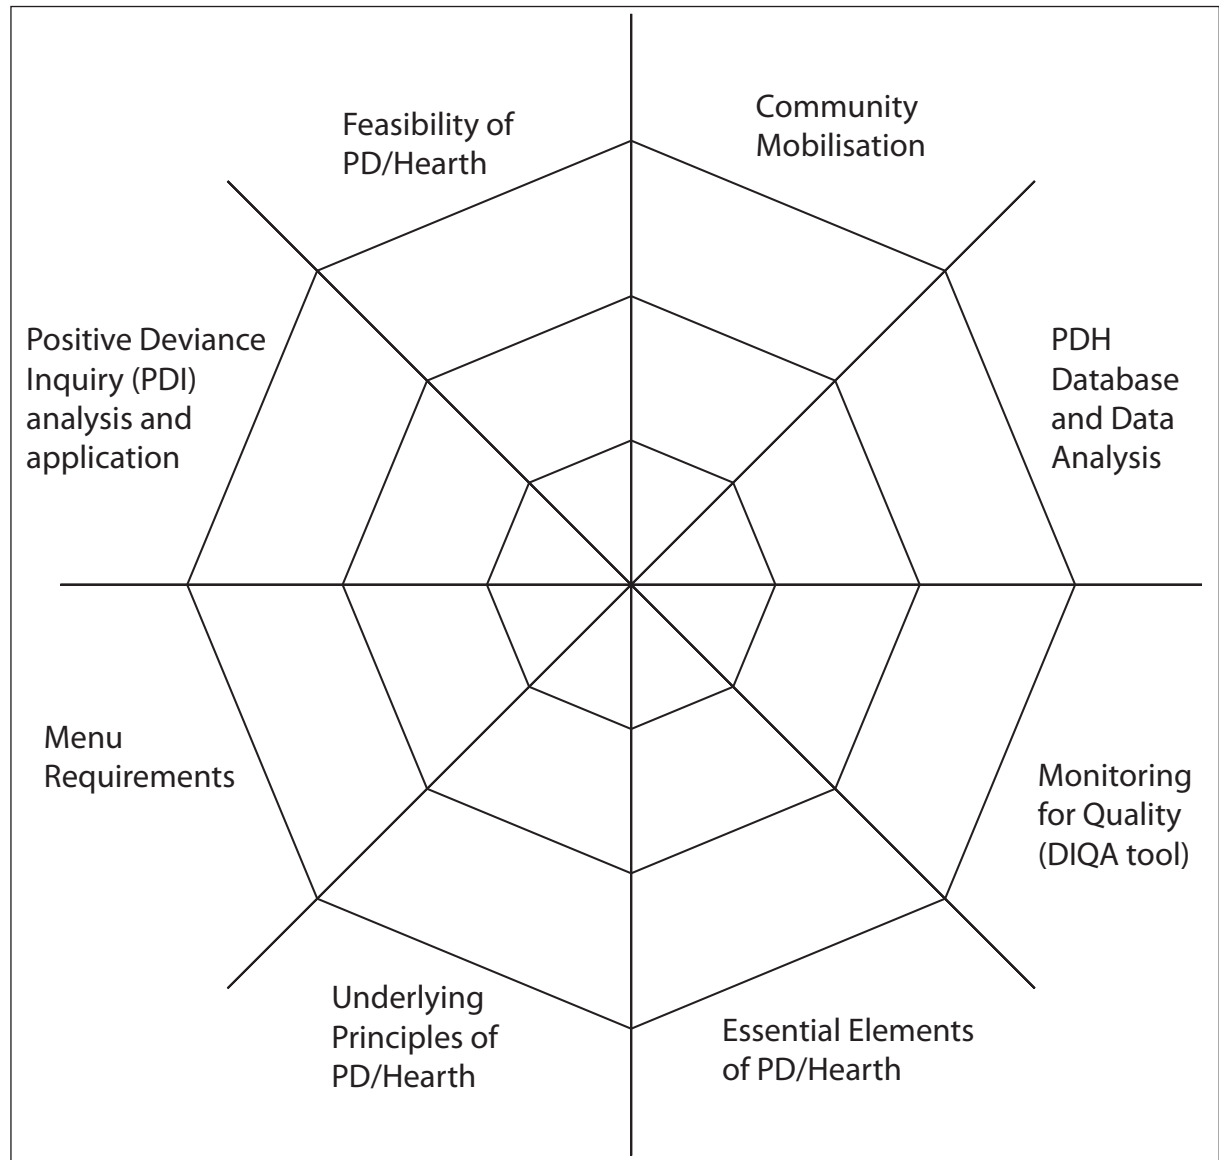 Feasibility of
PD/Hearth
Community
Mobilisation
Positive Deviance
Inquiry (PDI)
analysis and
application
PDH
Database
and Data
Analysis
Menu
Requirements
Monitoring
for Quality
(DIQA tool)
Underlying
Principles of
PD/Hearth
Essential Elements
of PD/Hearth